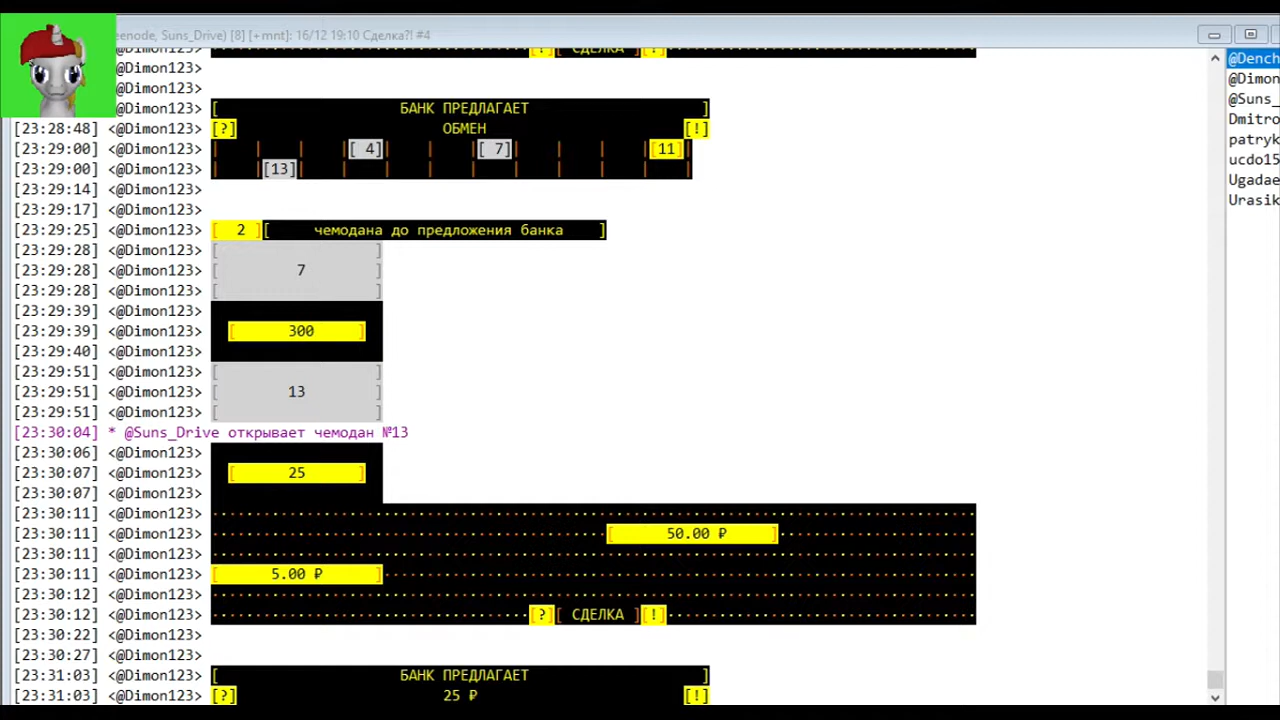 eenode, Suns_Drive) [8] [+mnt]: 16/12 19:10 Сделка?! #4
@Dimon123> [?][ СДЕЛКА ][!]
@Dimon123>
@Dimon123>
@Dimon123> [ БАНК ПРЕДЛАГАЕТ ]
[23:28:48] <@Dimon123> [?] ОБМЕН [!]
[23:29:00] <@Dimon123> | | | |[ 4]| | |[ 7]| | | |[11]|
[23:29:00] <@Dimon123> | |[13]| | | | | | | | | |
[23:29:14] <@Dimon123>
[23:29:17] <@Dimon123>
[23:29:25] <@Dimon123> [ 2 ][ чемодана до предложения банка ]
[23:29:28] <@Dimon123> [ ]
[23:29:28] <@Dimon123> [ 7 ]
[23:29:28] <@Dimon123> [ ]
[23:29:39] <@Dimon123>
[23:29:39] <@Dimon123> [ 300 ]
[23:29:40] <@Dimon123>
[23:29:51] <@Dimon123> [ ]
[23:29:51] <@Dimon123> [ 13 ]
[23:29:51] <@Dimon123> [ ]
[23:30:04] * @Suns_Drive открывает чемодан №13
[23:30:06] <@Dimon123>
[23:30:07] <@Dimon123> [ 25 ]
[23:30:07] <@Dimon123>
[23:30:11] <@Dimon123>
[23:30:11] <@Dimon123> [ 50.00 ₽ ]
[23:30:11] <@Dimon123>
[23:30:11] <@Dimon123> [ 5.00 ₽ ]
[23:30:12] <@Dimon123>
[23:30:12] <@Dimon123> [?][ СДЕЛКА ][!]
[23:30:22] <@Dimon123>
[23:30:27] <@Dimon123>
[23:31:03] <@Dimon123> [ БАНК ПРЕДЛАГАЕТ ]
[23:31:03] <@Dimon123> [?] 25 ₽ [!]
@Dench
@Dimon
@Suns_
Dmitro
patryk
ucdo15
Ugadae
Urasik